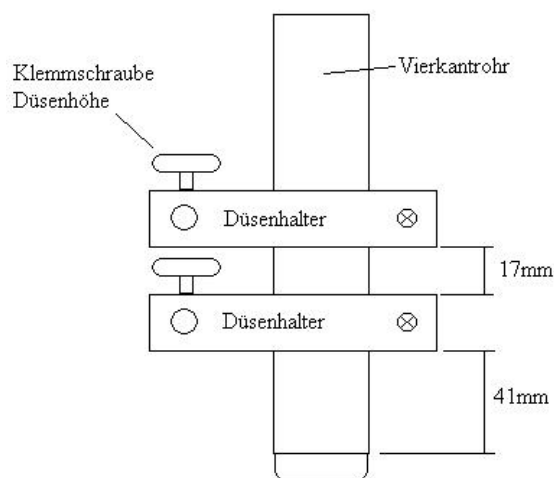 Klemmschraube
Düsenhöhe
Vierkantrohr
Düsenhalter
17mm
Düsenhalter
41mm